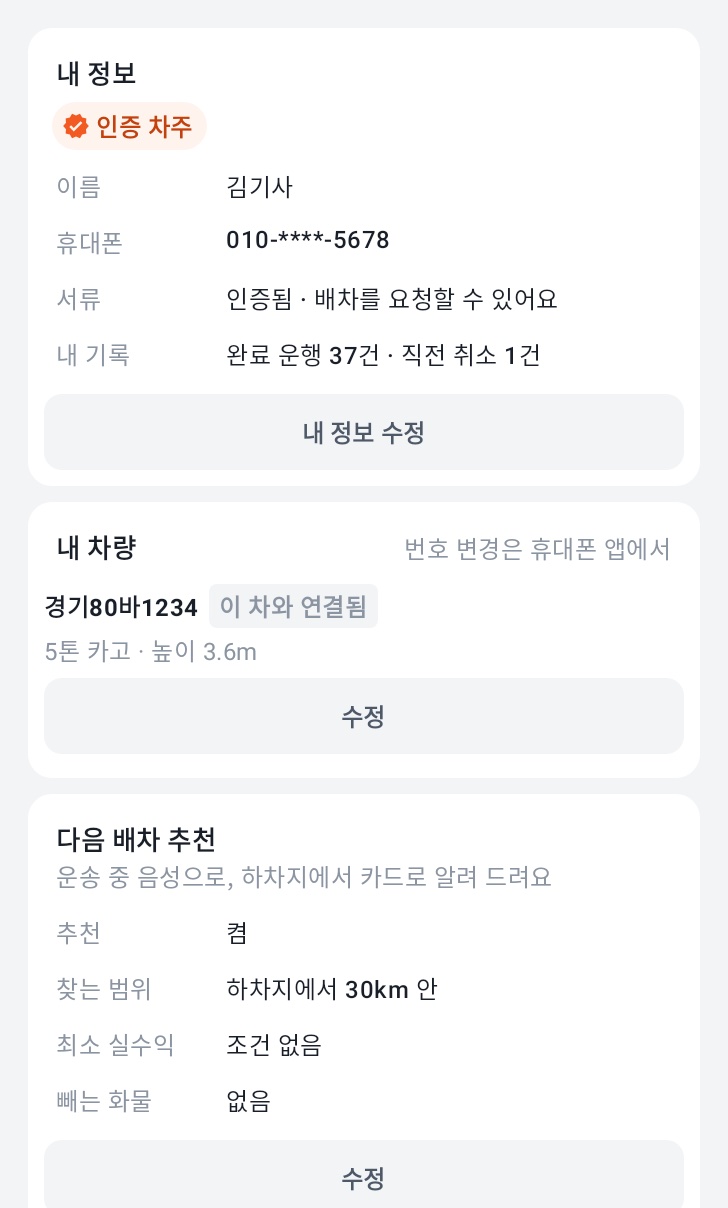 내 정보
인증 차주
이름 김기사
휴대폰 010-****-5678
서류 인증됨 · 배차를 요청할 수 있어요
내 기록 완료 운행 37건 · 직전 취소 1건
내 정보 수정
내 차량 번호 변경은 휴대폰 앱에서
경기80바1234 이 차와 연결됨
5톤 카고 · 높이 3.6m
수정
다음 배차 추천
운송 중 음성으로, 하차지에서 카드로 알려 드려요
추천 켬
찾는 범위 하차지에서 30km 안
최소 실수익 조건 없음
빼는 화물 없음
수정